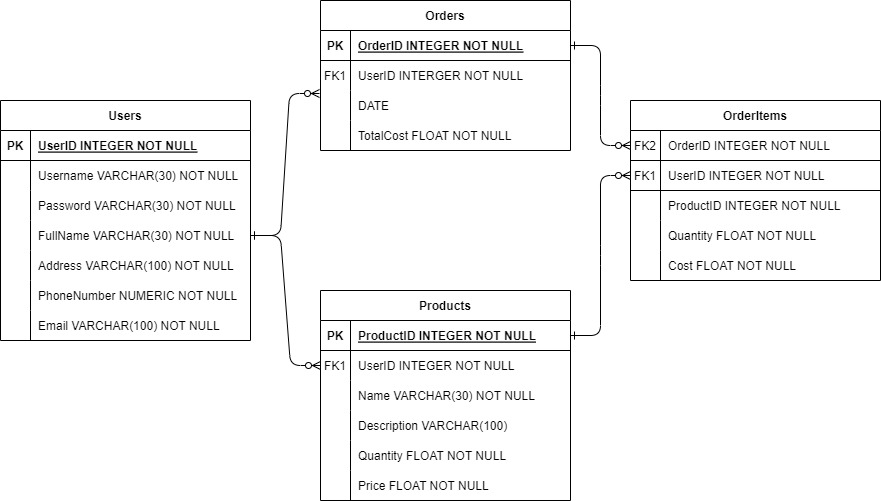 Orders
PK OrderID INTEGER NOT NULL
FK1 UserID INTERGER NOT NULL
DATE
TotalCost FLOAT NOT NULL
Users
PK UserID INTEGER NOT NULL
Username VARCHAR(30) NOT NULL
Password VARCHAR(30) NOT NULL
FullName VARCHAR(30) NOT NULL
Address VARCHAR(100) NOT NULL
PhoneNumber NUMERIC NOT NULL
Email VARCHAR(100) NOT NULL
OrderItems
FK2 OrderID INTEGER NOT NULL
FK1 UserID INTEGER NOT NULL
ProductID INTEGER NOT NULL
Quantity FLOAT NOT NULL
Cost FLOAT NOT NULL
Products
PK ProductID INTEGER NOT NULL
FK1 UserID INTEGER NOT NULL
Name VARCHAR(30) NOT NULL
Description VARCHAR(100)
Quantity FLOAT NOT NULL
Price FLOAT NOT NULL